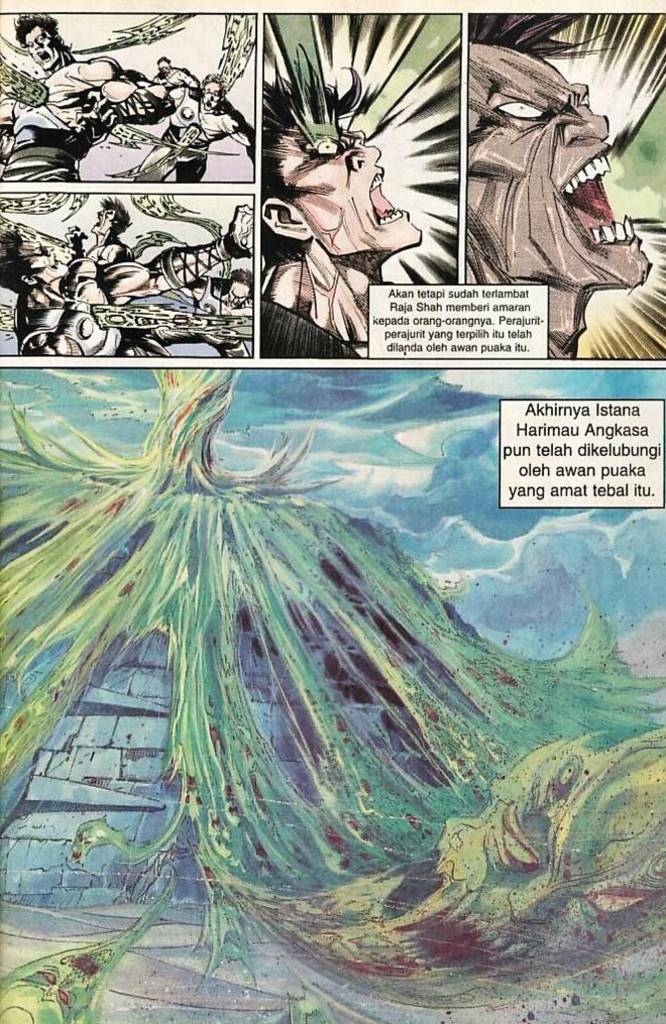 Akan tetapi sudah terlambat
Raja Shah memberi amaran
kepada orang-orangnya. Perajurit-
perajurit yang terpilih itu telah
dilanda oleh awan puaka itu.
Akhirnya Istana
Harimau Angkasa
pun telah dikelubungi
oleh awan puaka
yang amat tebal itu.